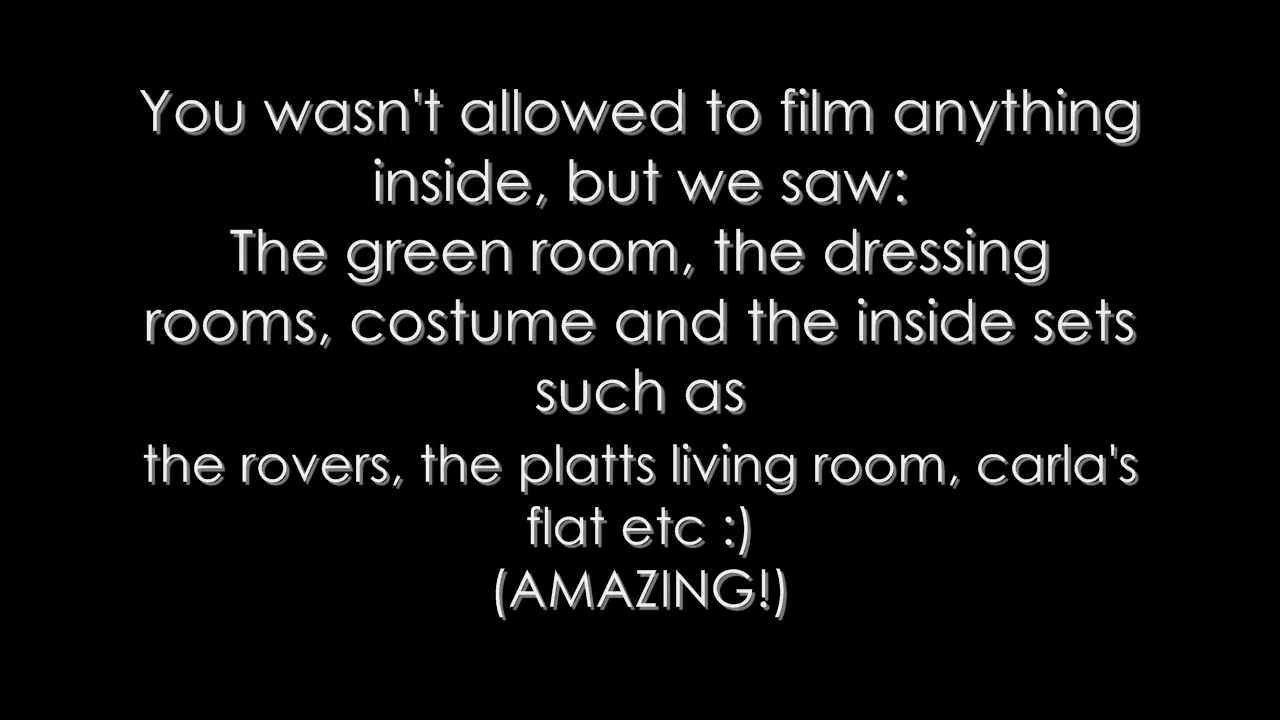 You wasn't allowed to film anything
inside, but we saw:
The green room, the dressing
rooms, costume and the inside sets
such as
the rovers, the platts living room, carla's
flat etc :)
(AMAZING!)